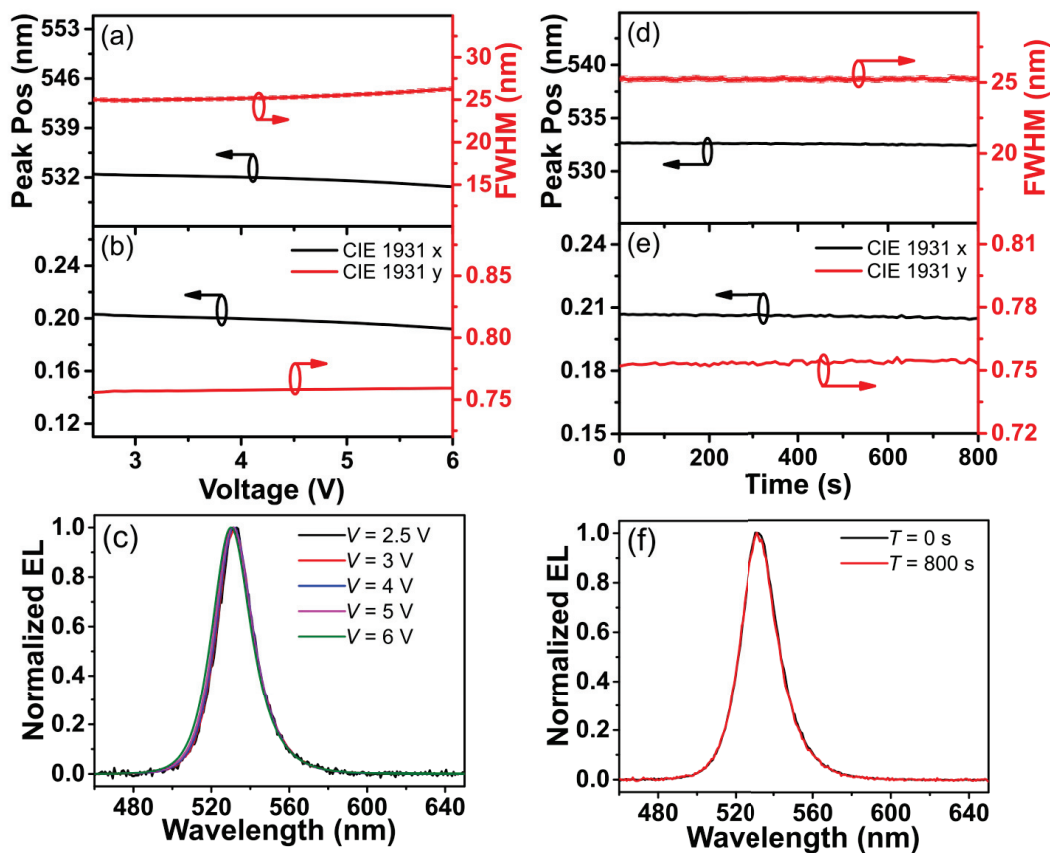 (a)
Peak Pos (nm)
553
546
539
532
35
30
25
20
15
FWHM (nm)
(b)
CIE 1931 x
CIE 1931 y
0.24
0.20
0.16
0.12
0.85
0.80
0.75
3 4 5 6
Voltage (V)
(d)
Peak Pos (nm)
540
535
530
25
20
FWHM (nm)
(e)
CIE 1931 x
CIE 1931 y
0.24
0.21
0.18
0.15
0.81
0.78
0.75
0.72
0 200 400 600 800
Time (s)
(c)
Normalized EL
1.0
0.8
0.6
0.4
0.2
0.0
V = 2.5 V
V = 3 V
V = 4 V
V = 5 V
V = 6 V
480 520 560 600 640
Wavelength (nm)
(f)
Normalized EL
1.0
0.8
0.6
0.4
0.2
0.0
T = 0 s
T = 800 s
480 520 560 600 640
Wavelength (nm)